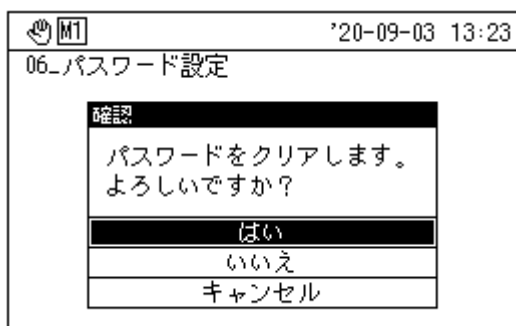 M1 '20-09-03 13:23
06_パスワード設定
確認
パスワードをクリアします。
よろしいですか?
はい
いいえ
キャンセル